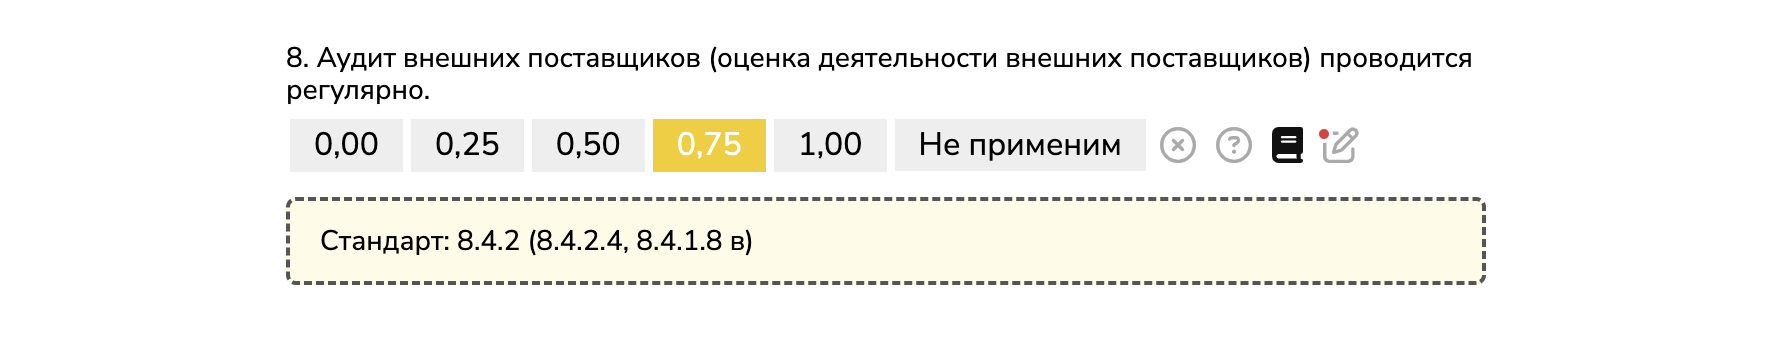 8. Аудит внешних поставщиков (оценка деятельности внешних поставщиков) проводится
регулярно.
0,00 0,25 0,50 0,75 1,00 Не применим
Стандарт: 8.4.2 (8.4.2.4, 8.4.1.8 в)